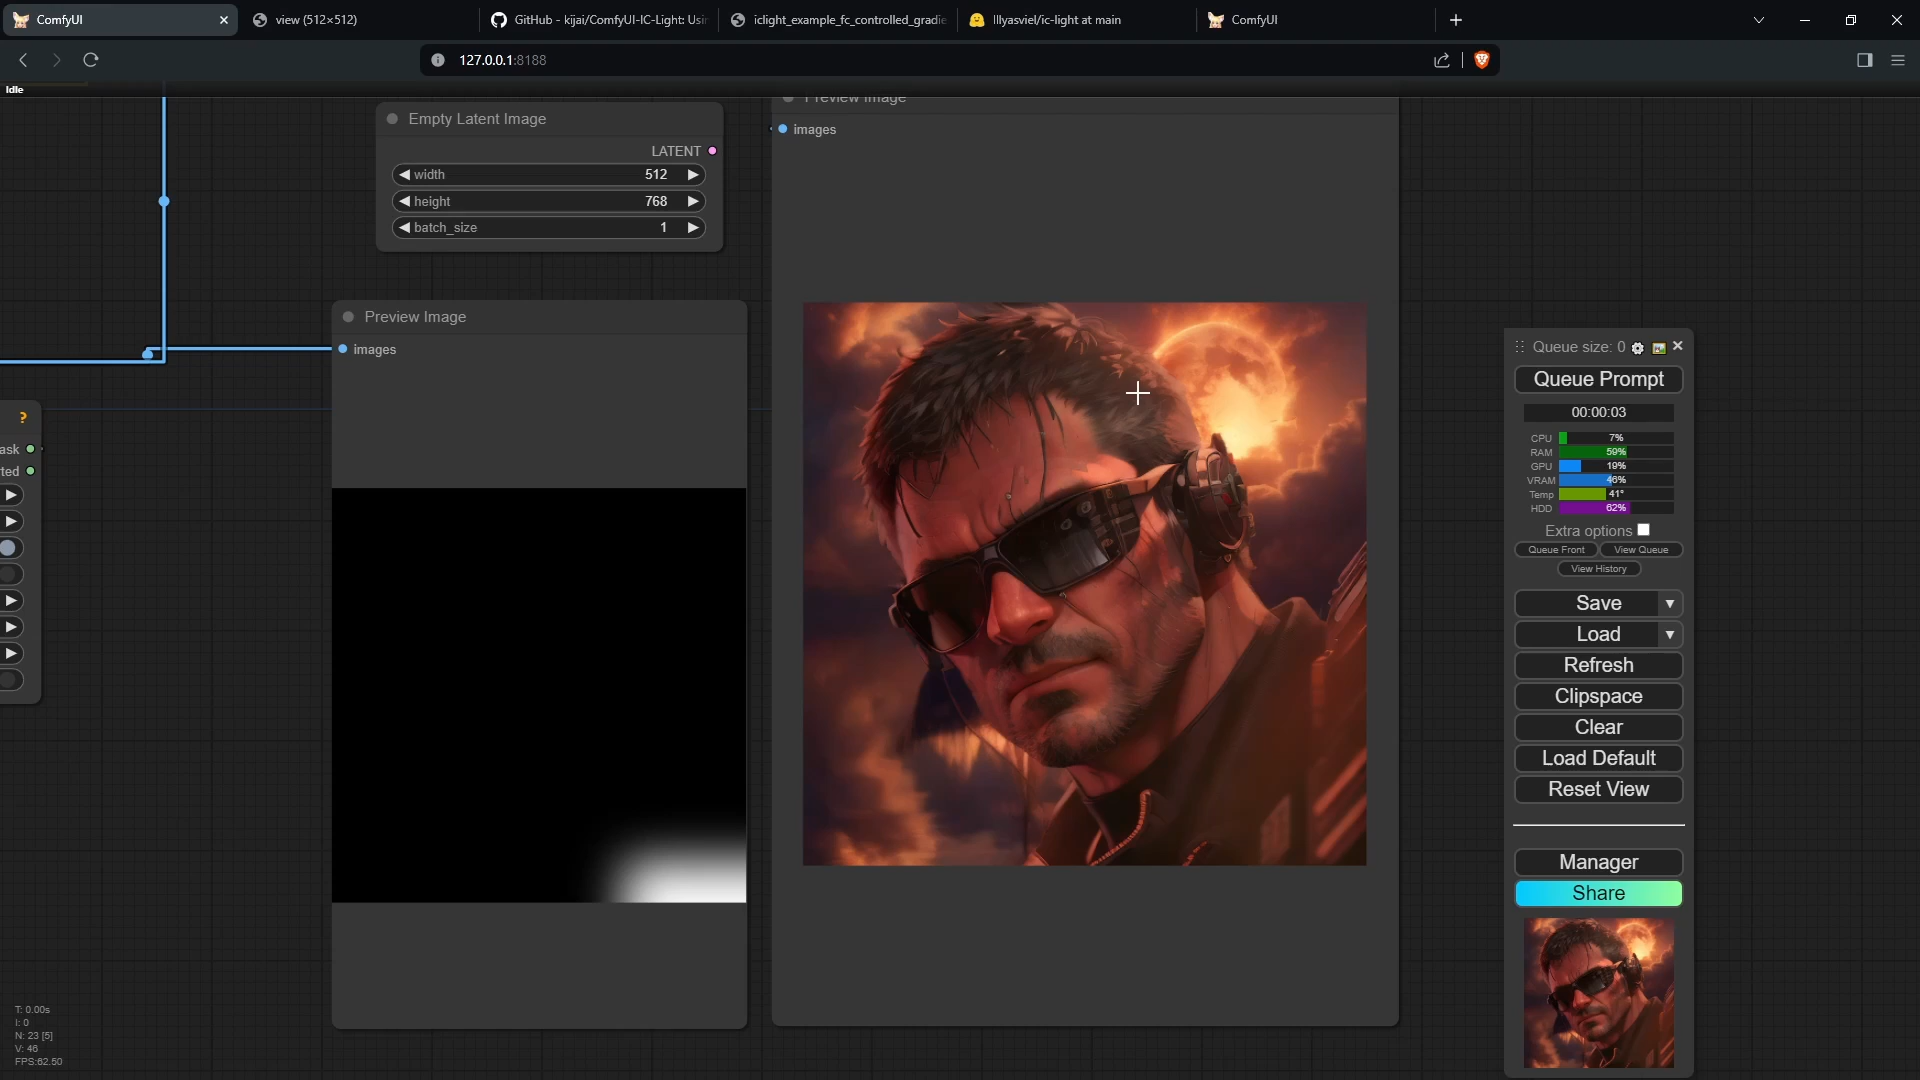 ComfyUI
view (512×512)
GitHub - kijai/ComfyUI-IC-Light: Usin
iclight_example_fc_controlled_gradie
lllyasviel/ic-light at main
ComfyUI
127.0.0.1:8188
Idle
Empty Latent Image
LATENT
width 512
height 768
batch_size 1
Preview Image
images
Preview Image
images
?
ask
ted
Queue size: 0
Queue Prompt
00:00:03
CPU 7%
RAM 59%
GPU 19%
VRAM 46%
Temp 41°
HDD 62%
Extra options
Queue Front
View Queue
View History
Save
Load
Refresh
Clipspace
Clear
Load Default
Reset View
Manager
Share
T: 0.00s
I: 0
N: 23 [5]
V: 46
FPS:62.50